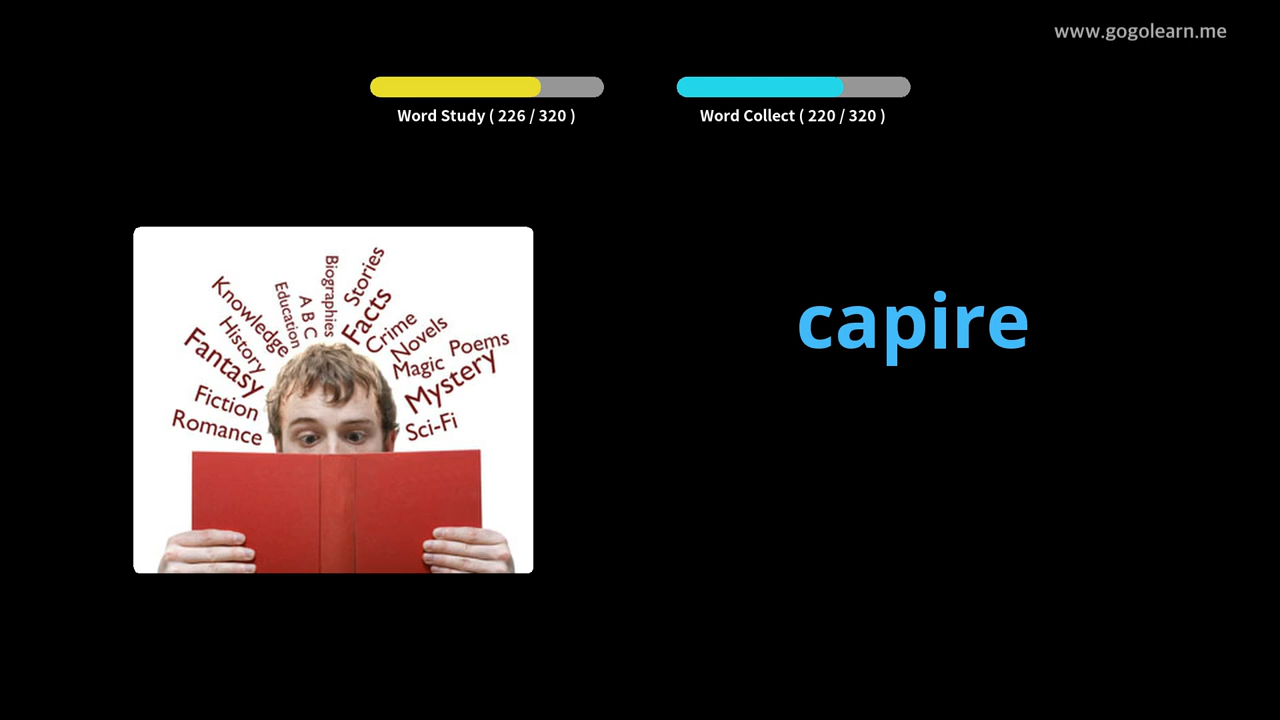 www.gogolearn.me
Word Study ( 226 / 320 )
Word Collect ( 220 / 320 )
Biographies
Stories
Education
A B C
Facts
Knowledge
Crime
History
Novels
Poems
Fantasy
Magic
Mystery
Fiction
Romance
Sci-Fi
capire